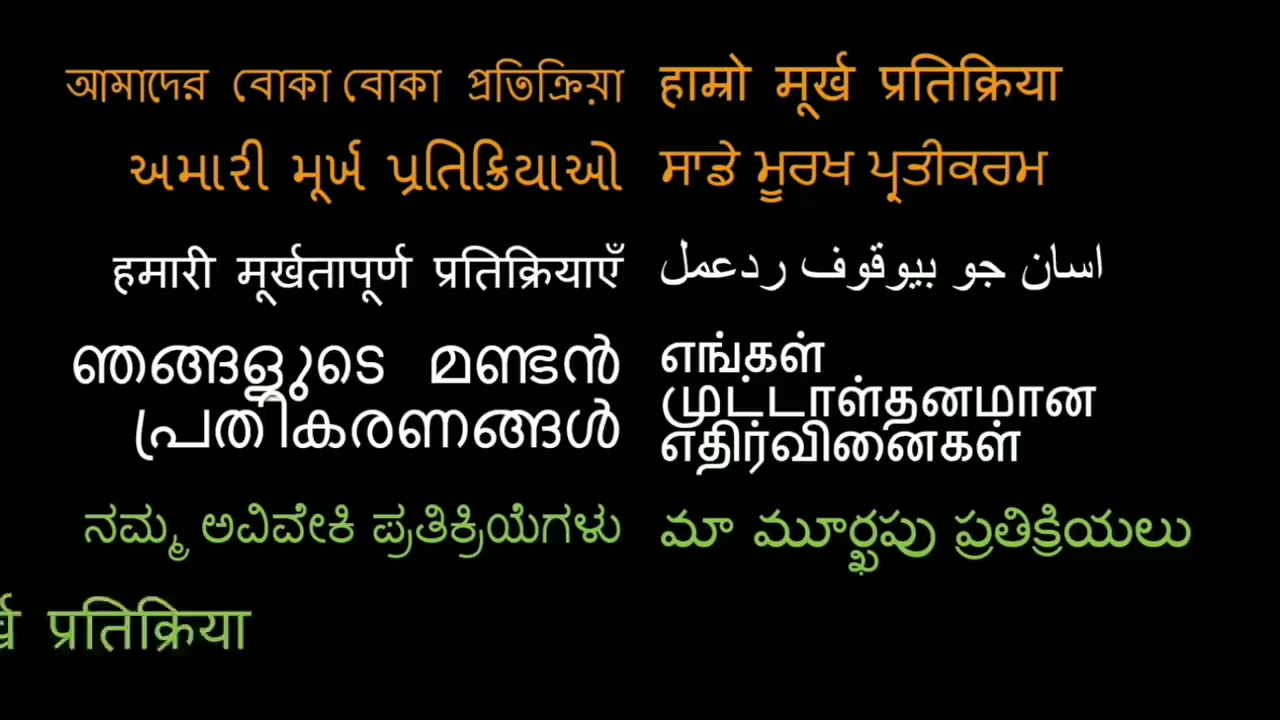 আমাদের বোকা বোকা প্রতিক্রিয়া
हाम्रो मूर्ख प्रतिक्रिया
અમારી મૂર્ખ પ્રતિક્રિયાઓ
ਸਾਡੇ ਮੂਰਖ ਪ੍ਰਤੀਕਰਮ
हमारी मूर्खतापूर्ण प्रतिक्रियाएँ
اسان جو بيوقوف ردعمل
ഞങ്ങളുടെ മണ്ടൻ
പ്രതികരണങ്ങൾ
எங்கள்
முட்டாள்தனமான
எதிர்வினைகள்
ನಮ್ಮ ಅವಿವೇಕಿ ಪ್ರತಿಕ್ರಿಯೆಗಳು
మా మూర్ఖపు ప్రతిక్రియలు
प्रतिक्रिया